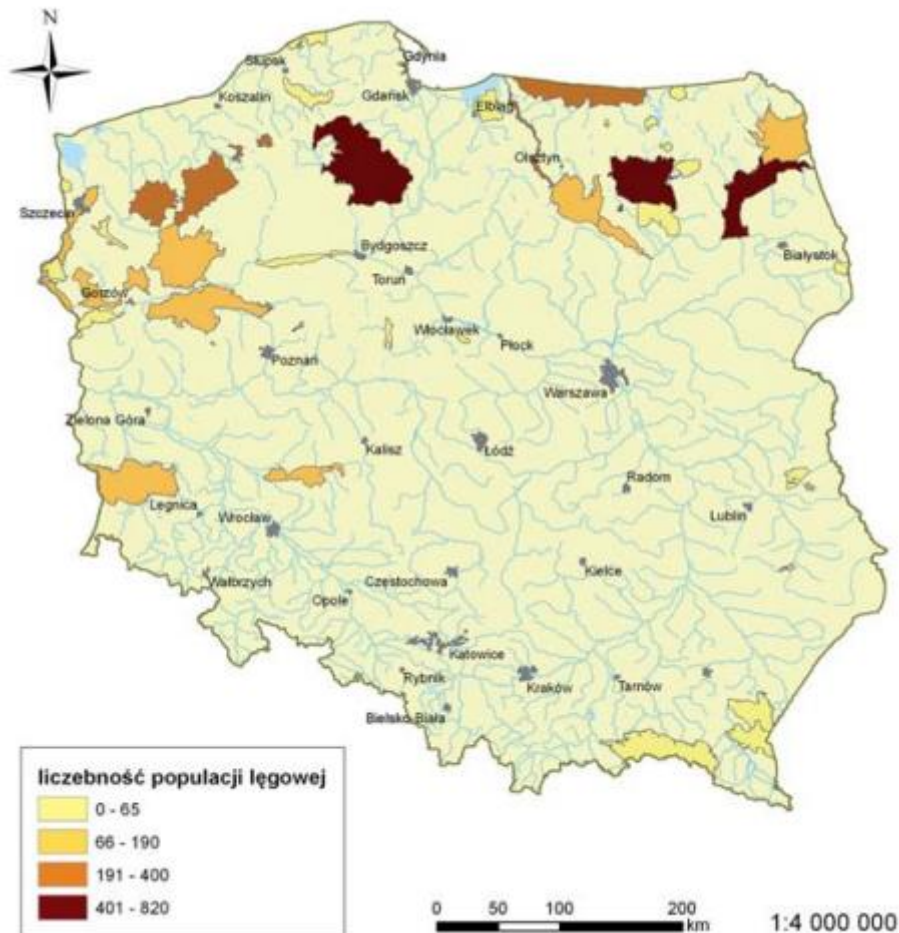 N
Gdynia
Słupsk
Gdańsk
Koszalin
Elbląg
Olsztyn
Szczecin
Bydgoszcz
Białystok
Toruń
Gorzów
Włocławek
Płock
Poznań
Warszawa
Zielona Góra
Kalisz
Łódź
Radom
Legnica
Lublin
Wrocław
Wałbrzych
Częstochowa
Kielce
Opole
Katowice
Rybnik
Kraków
Tarnów
Bielsko Biała
liczebność populacji lęgowej
0 - 65
66 - 190
191 - 400
401 - 820
0 50 100 200
km
1:4 000 000